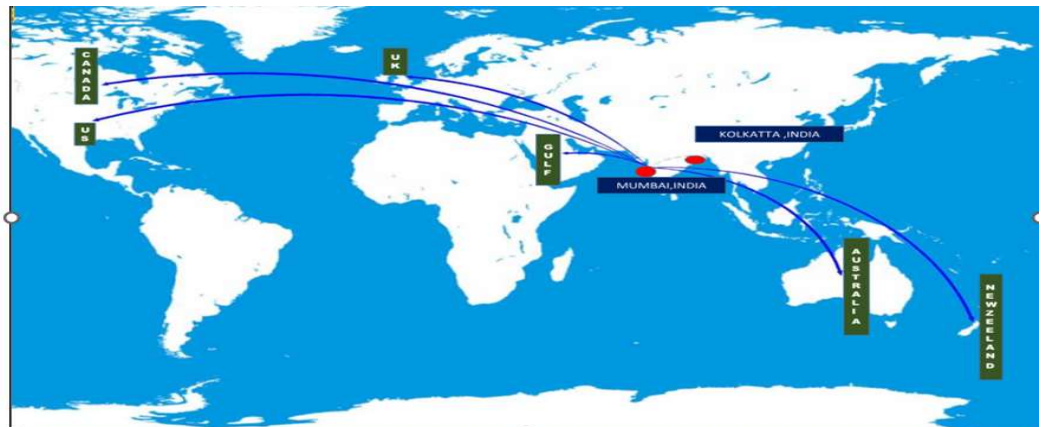 CANADA
US
UK
GULF
KOLKATTA ,INDIA
MUMBAI,INDIA
AUSTRALIA
NEWZEELAND